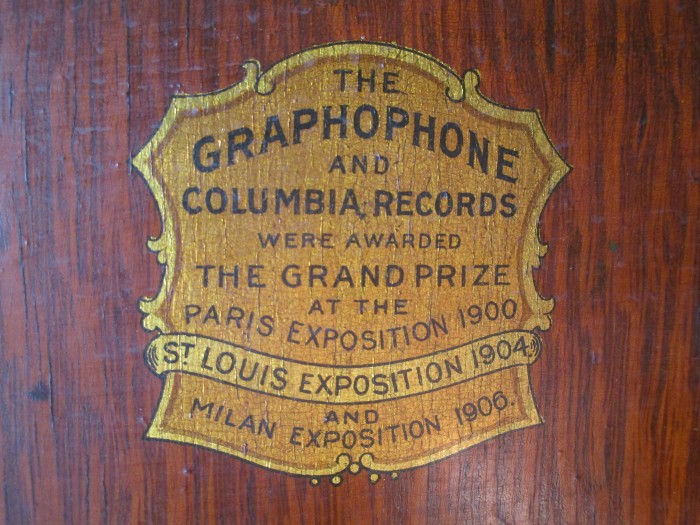 THE
GRAPHOPHONE
AND
COLUMBIA RECORDS
WERE AWARDED
THE GRAND PRIZE
AT THE
PARIS EXPOSITION 1900
ST LOUIS EXPOSITION 1904
AND
MILAN EXPOSITION 1906.